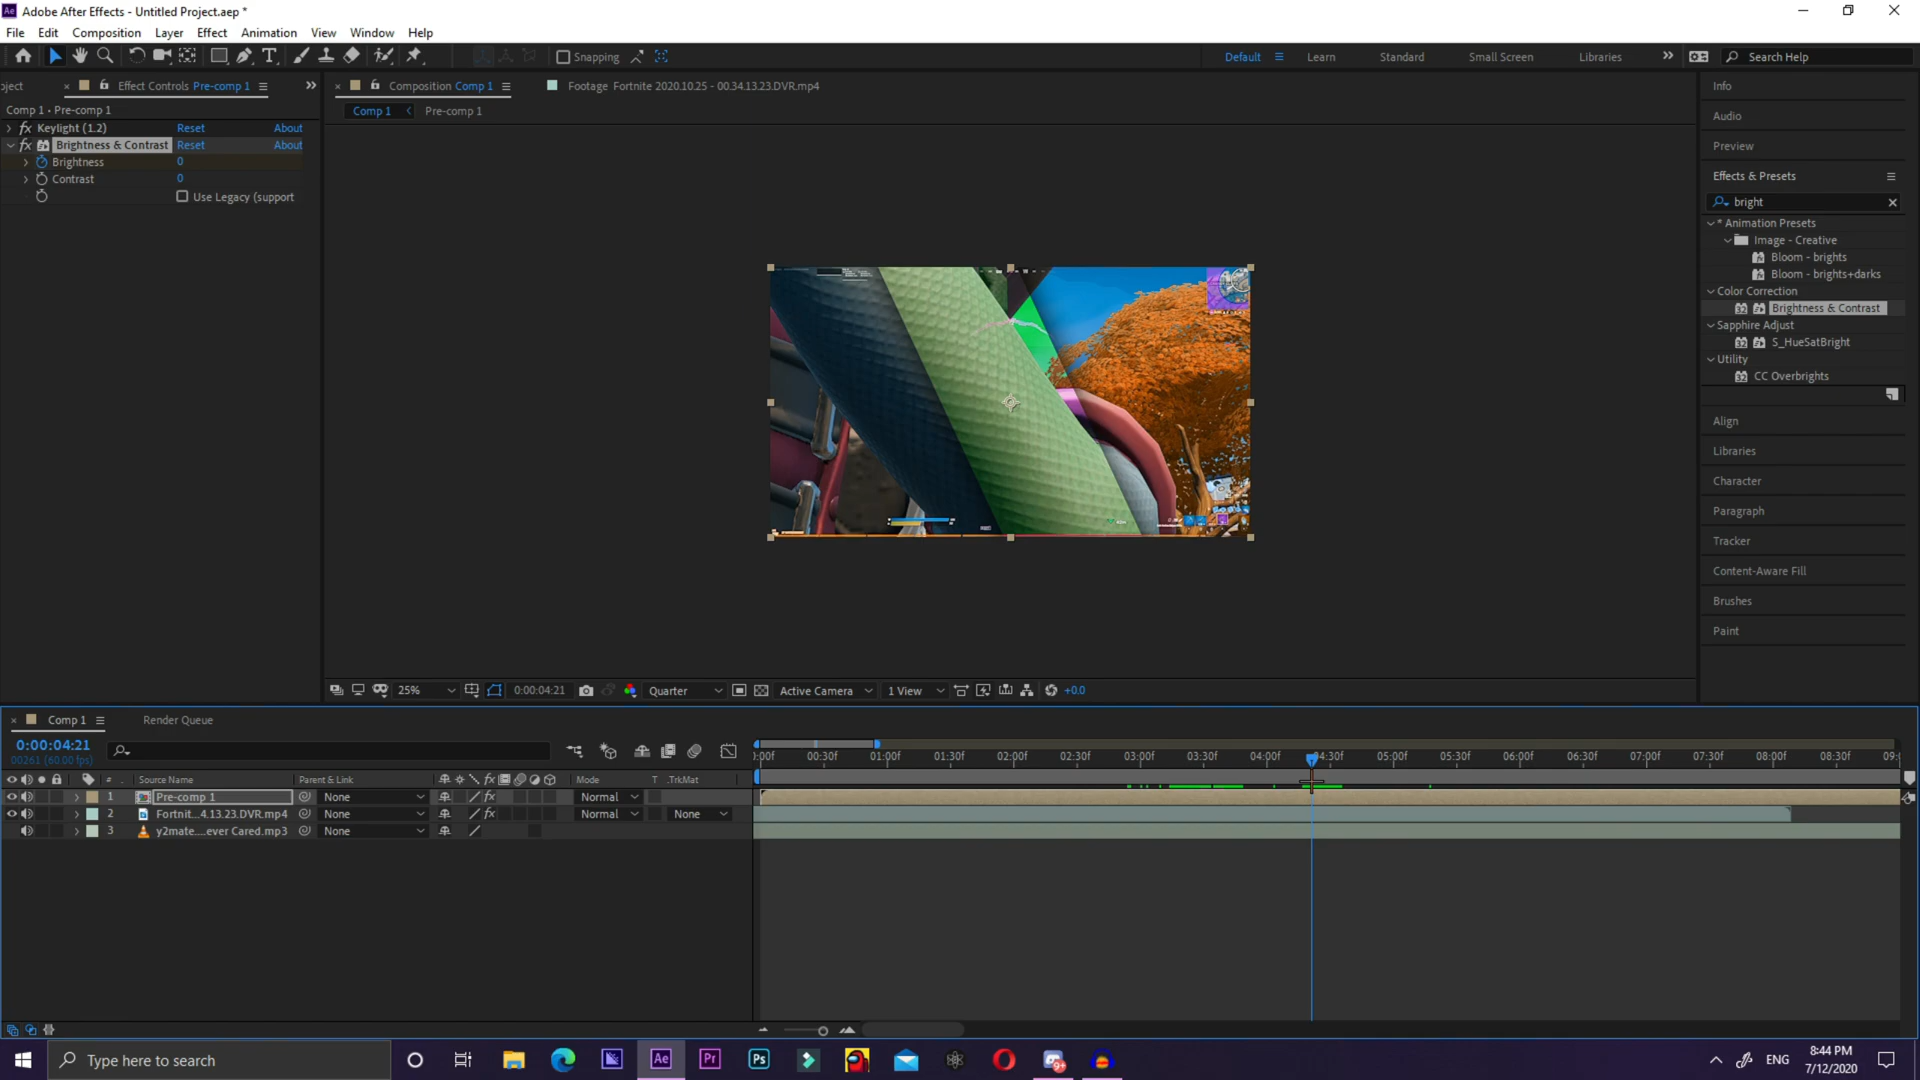 Adobe After Effects - Untitled Project.aep *
File Edit Composition Layer Effect Animation View Window Help
Snapping
Default Learn Standard Small Screen Libraries Search Help
oject Effect Controls Pre-comp 1
Composition Comp 1 Footage Fortnite 2020.10.25 - 00.34.13.23.DVR.mp4
Comp 1 • Pre-comp 1
Comp 1 Pre-comp 1
fx Keylight (1.2) Reset About
fx Brightness & Contrast Reset About
Brightness 0
Contrast 0
Use Legacy (support
Info
Audio
Preview
Effects & Presets
bright
* Animation Presets
Image - Creative
Bloom - brights
Bloom - brights+darks
Color Correction
Brightness & Contrast
Sapphire Adjust
S_HueSatBright
Utility
CC Overbrights
Align
Libraries
Character
Paragraph
Tracker
Content-Aware Fill
Brushes
Paint
25% 0:00:04:21 Quarter Active Camera 1 View +0.0
Comp 1 Render Queue
0:00:04:21
00261 (60.00 fps)
:00f 00:30f 01:00f 01:30f 02:00f 02:30f 03:00f 03:30f 04:00f 04:30f 05:00f 05:30f 06:00f 06:30f 07:00f 07:30f 08:00f 08:30f 09:
# Source Name Parent & Link fx Mode T .TrkMat
1 Pre-comp 1 None fx Normal
2 Fortnit...4.13.23.DVR.mp4 None fx Normal None
3 y2mate....ever Cared.mp3 None
Type here to search
Ae Pr Ps 9+ ENG
8:44 PM
7/12/2020